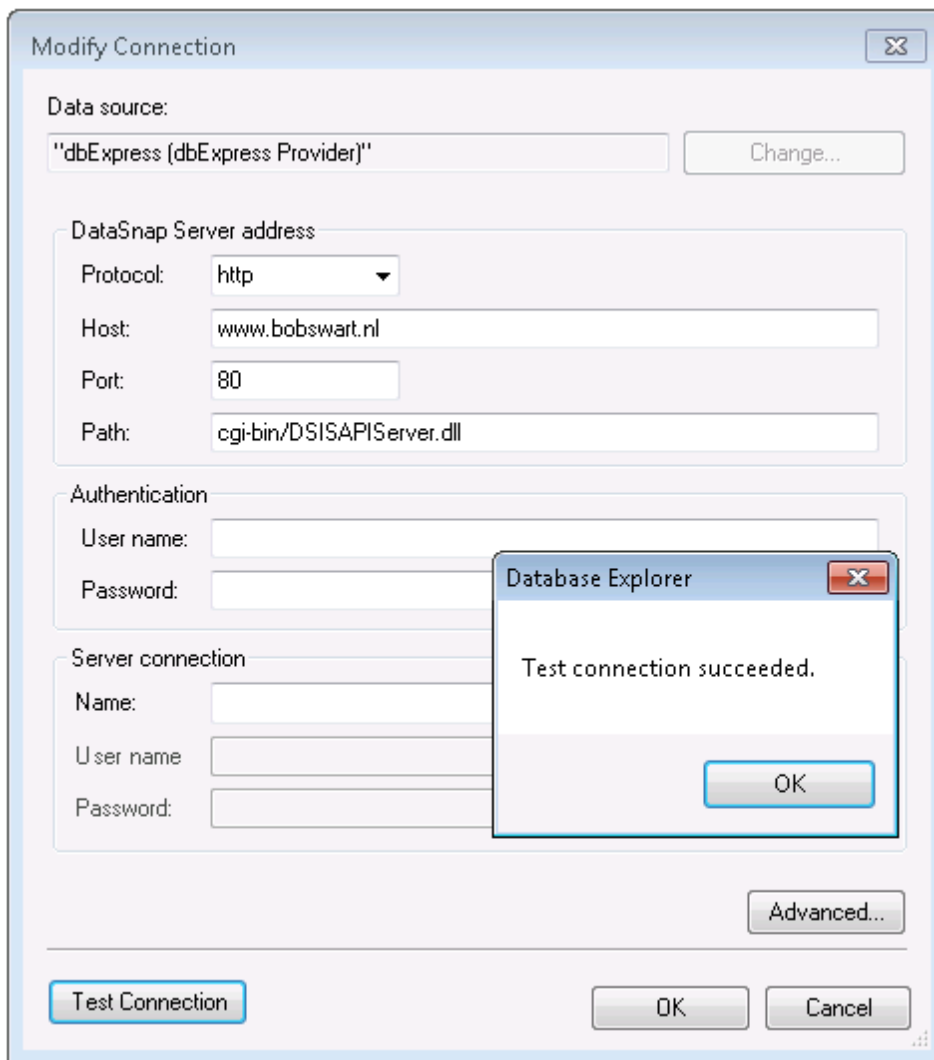 Modify Connection
Data source:
"dbExpress (dbExpress Provider)" Change...
DataSnap Server address
Protocol: http
Host: www.bobswart.nl
Port: 80
Path: cgi-bin/DSISAPIServer.dll
Authentication
User name:
Password:
Database Explorer
Test connection succeeded.
OK
Server connection
Name:
User name
Password:
Advanced...
Test Connection OK Cancel